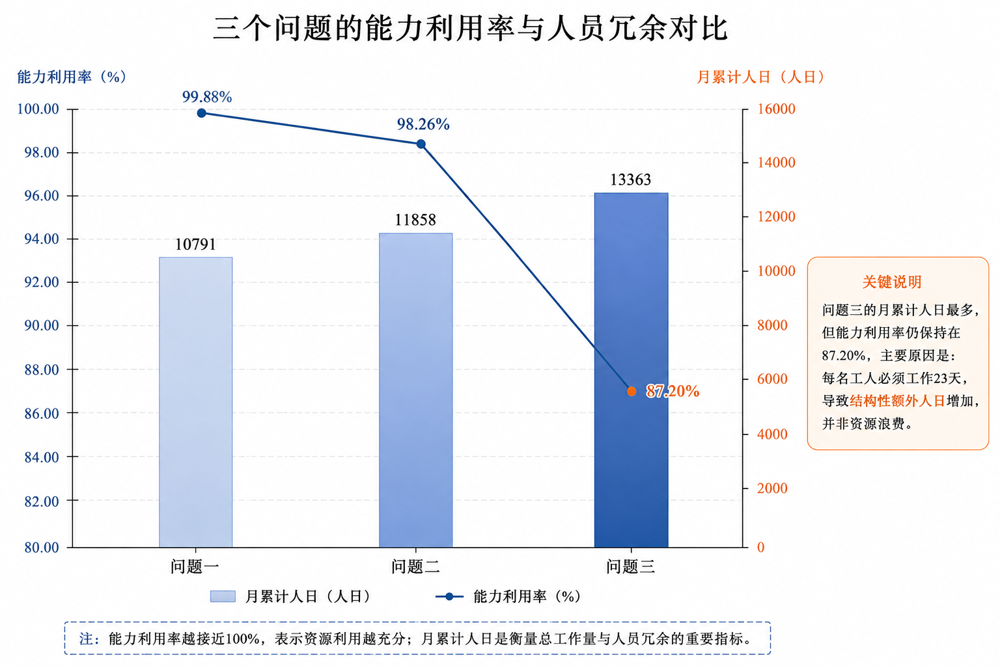 三个问题的能力利用率与人员冗余对比
能力利用率（%）
月累计人日（人日）
100.00
98.00
96.00
94.00
92.00
90.00
88.00
86.00
84.00
82.00
80.00
99.88%
98.26%
87.20%
10791
11858
13363
16000
14000
12000
10000
8000
6000
4000
2000
0
问题一
问题二
问题三
月累计人日（人日）
能力利用率（%）
关键说明
问题三的月累计人日最多，
但能力利用率仍保持在
87.20%，主要原因是：
每名工人必须工作23天，
导致结构性额外人日增加，
并非资源浪费。
注：能力利用率越接近100%，表示资源利用越充分；月累计人日是衡量总工作量与人员冗余的重要指标。